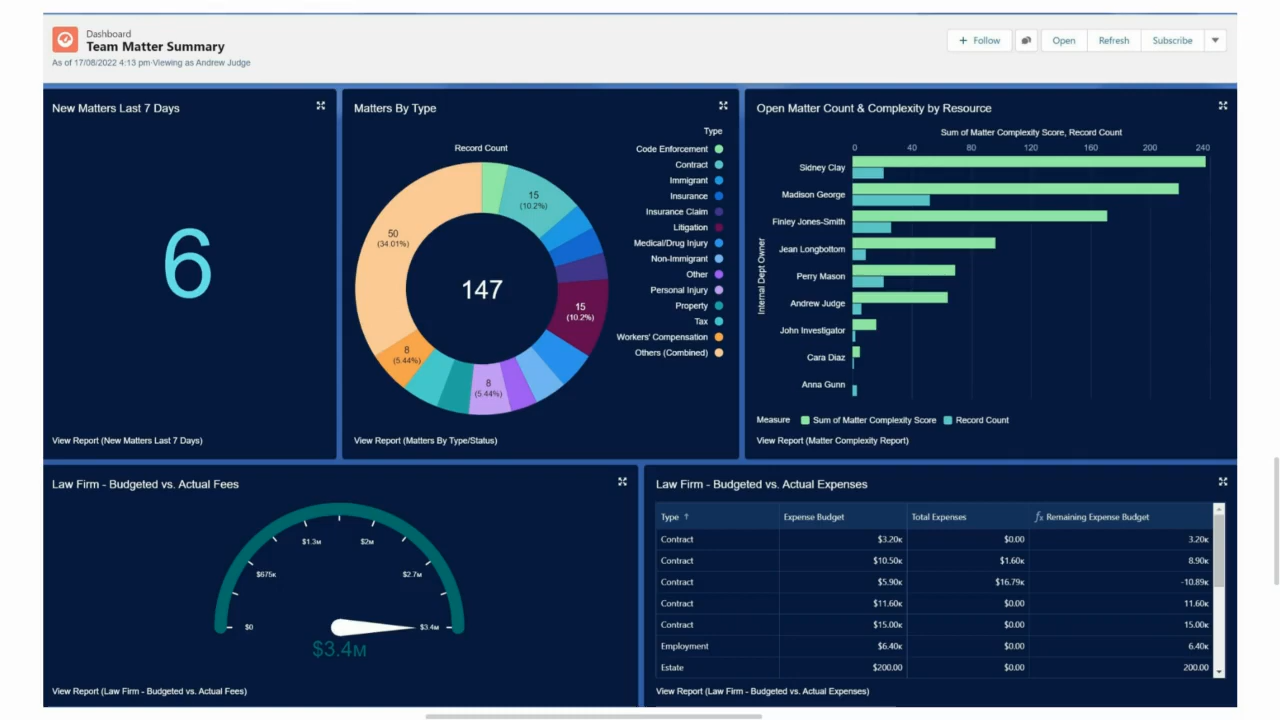 Dashboard
Team Matter Summary
As of 17/08/2022 4:13 pm·Viewing as Andrew Judge
+ Follow
Open
Refresh
Subscribe
New Matters Last 7 Days
6
View Report (New Matters Last 7 Days)
Matters By Type
Record Count
15
(10.2%)
50
(34.01%)
147
15
(10.2%)
8
(5.44%)
8
(5.44%)
Type
Code Enforcement
Contract
Immigrant
Insurance
Insurance Claim
Litigation
Medical/Drug Injury
Non-Immigrant
Other
Personal Injury
Property
Tax
Workers' Compensation
Others (Combined)
View Report (Matters By Type/Status)
Open Matter Count & Complexity by Resource
Sum of Matter Complexity Score, Record Count
0 40 80 120 160 200 240
Internal Dept Owner
Sidney Clay
Madison George
Finley Jones-Smith
Jean Longbottom
Perry Mason
Andrew Judge
John Investigator
Cara Diaz
Anna Gunn
Measure Sum of Matter Complexity Score Record Count
View Report (Matter Complexity Report)
Law Firm - Budgeted vs. Actual Fees
$0
$675K
$1.3M
$2M
$2.7M
$3.4M
$3.4M
View Report (Law Firm - Budgeted vs. Actual Fees)
Law Firm - Budgeted vs. Actual Expenses
Type ↑ Expense Budget Total Expenses fx Remaining Expense Budget
Contract $3.20K $0.00 3.20K
Contract $10.50K $1.60K 8.90K
Contract $5.90K $16.79K -10.89K
Contract $11.60K $0.00 11.60K
Contract $15.00K $0.00 15.00K
Employment $6.40K $0.00 6.40K
Estate $200.00 $0.00 200.00
View Report (Law Firm - Budgeted vs. Actual Expenses)